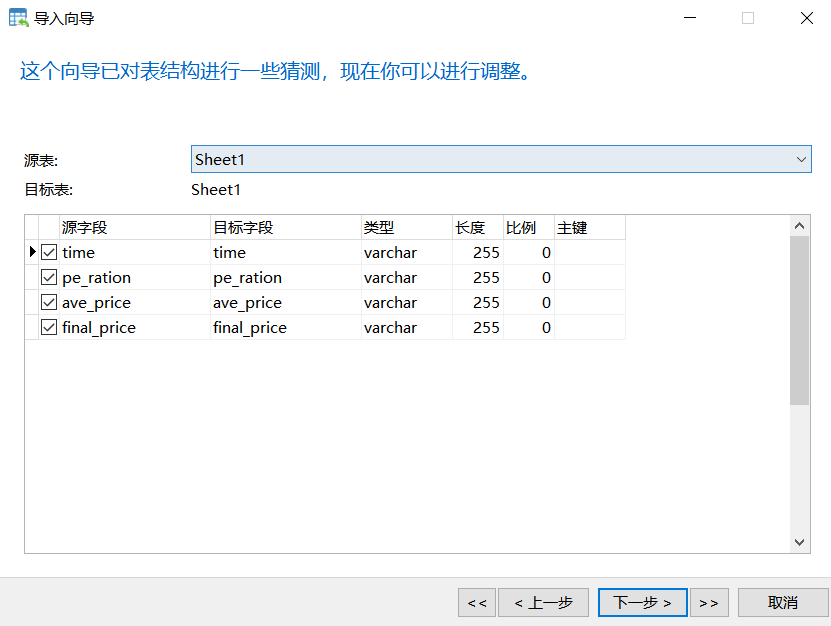 导入向导
这个向导已对表结构进行一些猜测，现在你可以进行调整。
源表: Sheet1
目标表: Sheet1
源字段 目标字段 类型 长度 比例 主键
time time varchar 255 0
pe_ration pe_ration varchar 255 0
ave_price ave_price varchar 255 0
final_price final_price varchar 255 0
<< < 上一步 下一步 > >> 取消